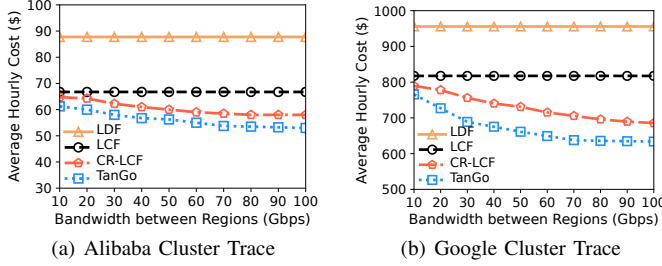 Average Hourly Cost ($)
100
90
80
70
60
50
40
30
LDF
LCF
CR-LCF
TanGo
10 20 30 40 50 60 70 80 90 100
Bandwidth between Regions (Gbps)
(a) Alibaba Cluster Trace
Average Hourly Cost ($)
1000
900
800
700
600
500
LDF
LCF
CR-LCF
TanGo
10 20 30 40 50 60 70 80 90 100
Bandwidth between Regions (Gbps)
(b) Google Cluster Trace